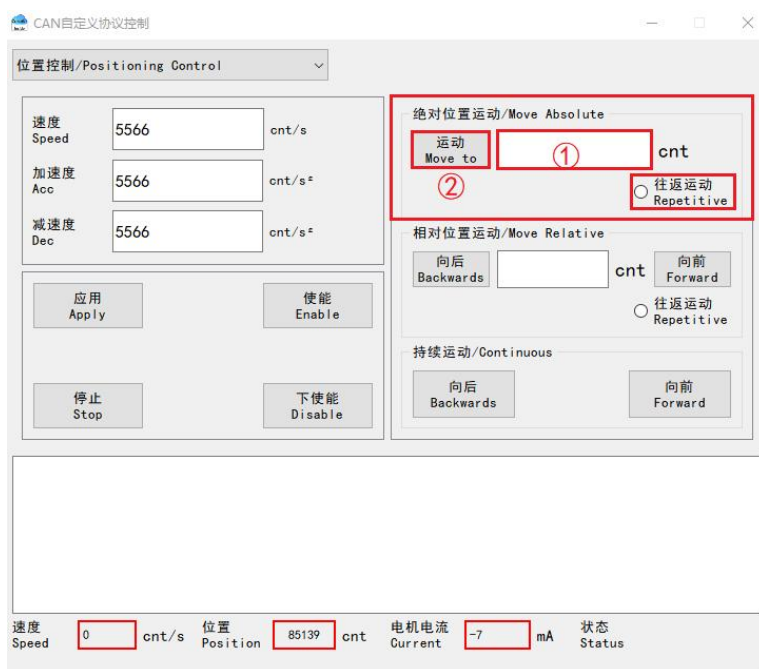 CAN自定义协议控制
位置控制/Positioning Control
速度
Speed
5566
cnt/s
加速度
Acc
5566
cnt/s²
减速度
Dec
5566
cnt/s²
应用
Apply
使能
Enable
停止
Stop
下使能
Disable
绝对位置运动/Move Absolute
运动
Move to
①
cnt
②
往返运动
Repetitive
相对位置运动/Move Relative
向后
Backwards
cnt
向前
Forward
往返运动
Repetitive
持续运动/Continuous
向后
Backwards
向前
Forward
速度
Speed
0
cnt/s
位置
Position
85139
cnt
电机电流
Current
-7
mA
状态
Status